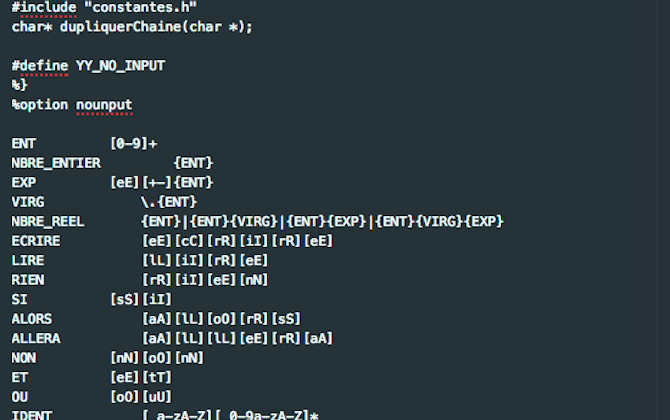 #include "constantes.h"
char* dupliquerChaine(char *);
#define YY_NO_INPUT
%}
%option nounput
ENT [0-9]+
NBRE_ENTIER {ENT}
EXP [eE][+-]{ENT}
VIRG \.{ENT}
NBRE_REEL {ENT}|{ENT}{VIRG}|{ENT}{EXP}|{ENT}{VIRG}{EXP}
ECRIRE [eE][cC][rR][iI][rR][eE]
LIRE [lL][iI][rR][eE]
RIEN [rR][iI][eE][nN]
SI [sS][iI]
ALORS [aA][lL][oO][rR][sS]
ALLERA [aA][lL][lL][eE][rR][aA]
NON [nN][oO][nN]
ET [eE][tT]
OU [oO][uU]
IDENT [_a-zA-Z][_0-9a-zA-Z]*